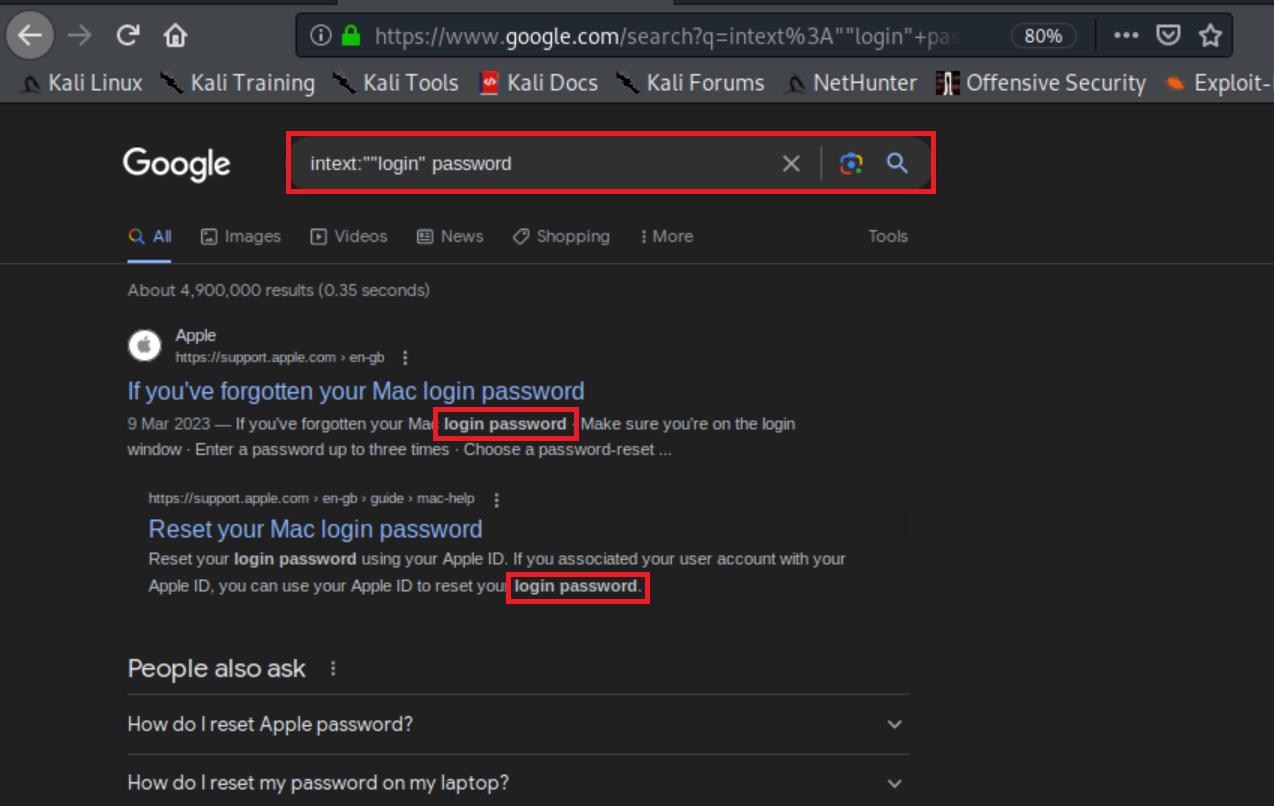 https://www.google.com/search?q=intext%3A""login"+pas
80%
Kali Linux Kali Training Kali Tools Kali Docs Kali Forums NetHunter Offensive Security Exploit-
Google
intext:""login" password
All Images Videos News Shopping More Tools
About 4,900,000 results (0.35 seconds)
Apple
https://support.apple.com › en-gb
If you've forgotten your Mac login password
9 Mar 2023 — If you've forgotten your Mac login password · Make sure you're on the login
window · Enter a password up to three times · Choose a password-reset ...
https://support.apple.com › en-gb › guide › mac-help
Reset your Mac login password
Reset your login password using your Apple ID. If you associated your user account with your
Apple ID, you can use your Apple ID to reset your login password.
People also ask
How do I reset Apple password?
How do I reset my password on my laptop?